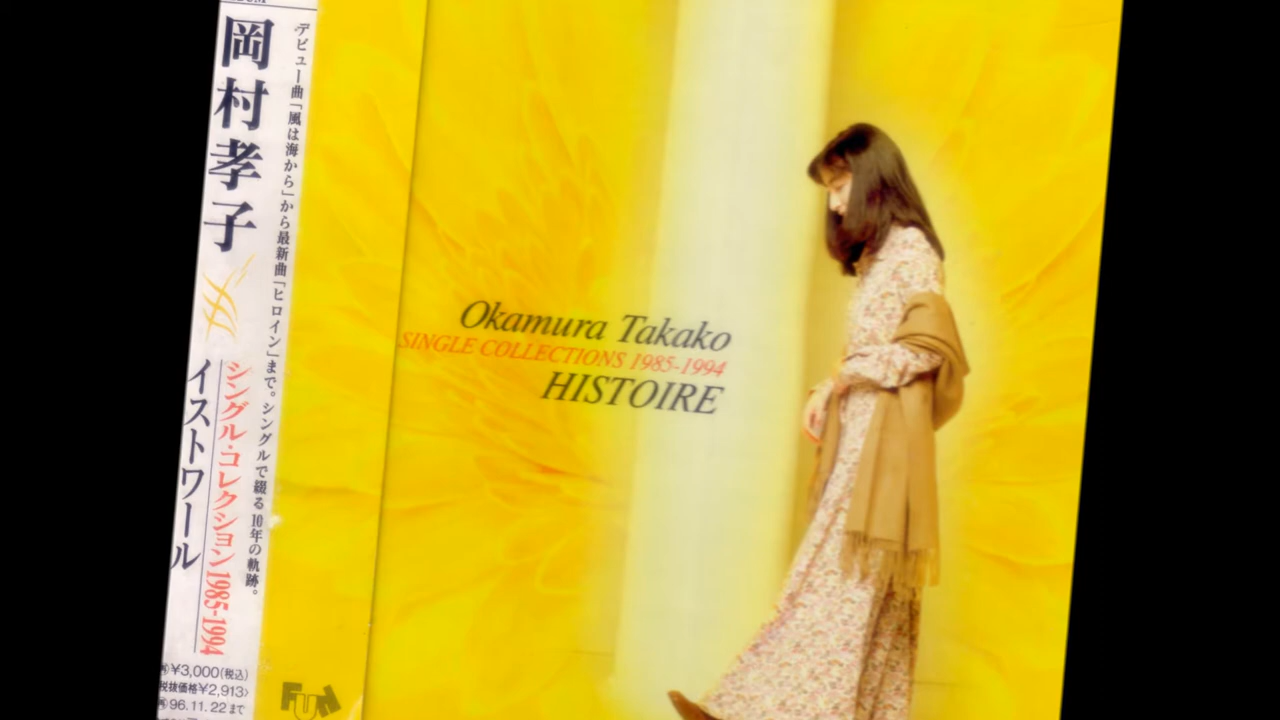 岡村孝子
デビュー曲「風は海から」から最新曲「ヒロイン」まで。シングルで綴る10年の軌跡。
シングル・コレクション1985-1994
イストワール
¥3,000(税込)
税抜価格¥2,913)
96.11.22まで
Okamura Takako
SINGLE COLLECTIONS 1985-1994
HISTOIRE
FUN